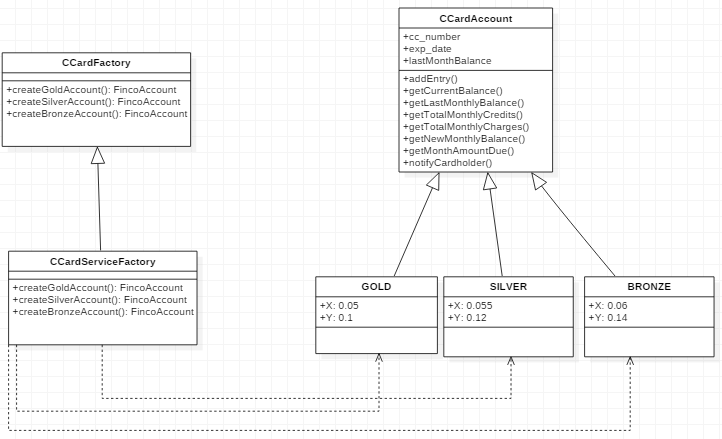 CCardAccount
+cc_number
+exp_date
+lastMonthBalance
+addEntry()
+getCurrentBalance()
+getLastMonthlyBalance()
+getTotalMonthlyCredits()
+getTotalMonthlyCharges()
+getNewMonthlyBalance()
+getMonthAmountDue()
+notifyCardholder()
CCardFactory
+createGoldAccount(): FincoAccount
+createSilverAccount(): FincoAccount
+createBronzeAccount(): FincoAccount
CCardServiceFactory
+createGoldAccount(): FincoAccount
+createSilverAccount(): FincoAccount
+createBronzeAccount(): FincoAccount
GOLD
+X: 0.05
+Y: 0.1
SILVER
+X: 0.055
+Y: 0.12
BRONZE
+X: 0.06
+Y: 0.14